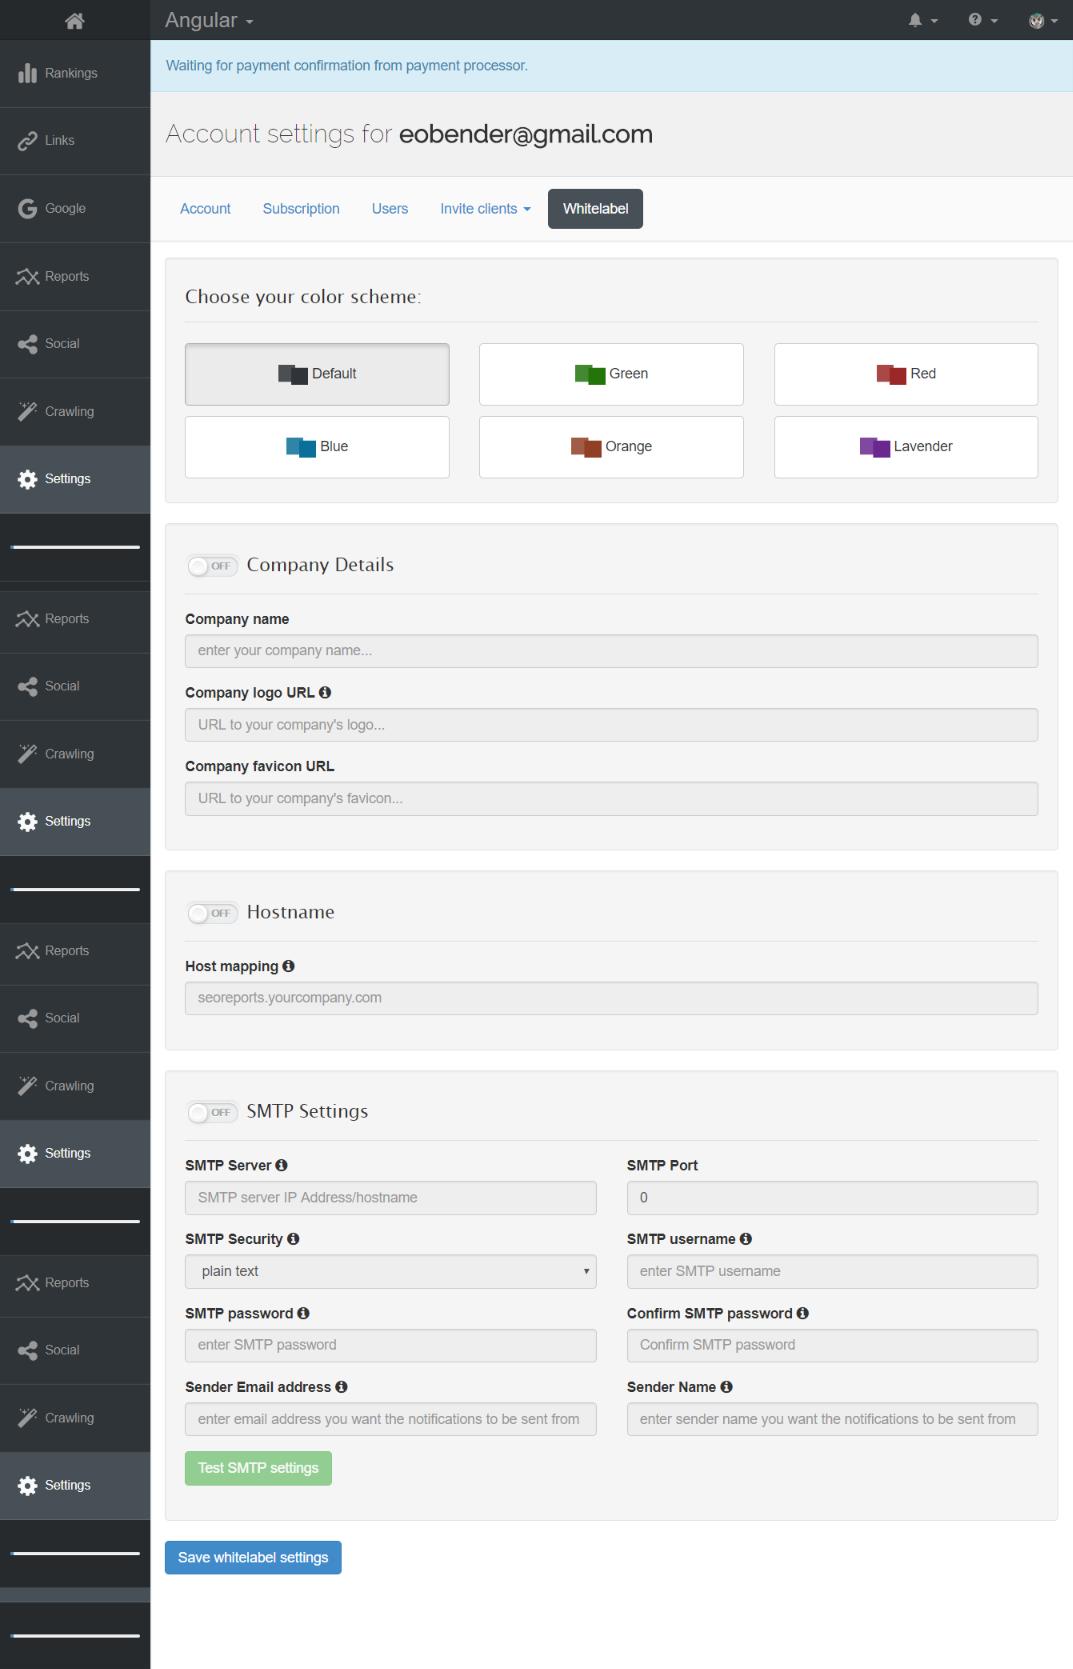 Angular
Waiting for payment confirmation from payment processor.
Account settings for eobender@gmail.com
Account Subscription Users Invite clients Whitelabel
Rankings
Links
Google
Reports
Social
Crawling
Settings
Reports
Social
Crawling
Settings
Reports
Social
Crawling
Settings
Reports
Social
Crawling
Settings
Choose your color scheme:
Default Green Red
Blue Orange Lavender
OFF Company Details
Company name
enter your company name...
Company logo URL
URL to your company's logo...
Company favicon URL
URL to your company's favicon...
OFF Hostname
Host mapping
seoreports.yourcompany.com
OFF SMTP Settings
SMTP Server SMTP Port
SMTP server IP Address/hostname 0
SMTP Security SMTP username
plain text enter SMTP username
SMTP password Confirm SMTP password
enter SMTP password Confirm SMTP password
Sender Email address Sender Name
enter email address you want the notifications to be sent from enter sender name you want the notifications to be sent from
Test SMTP settings
Save whitelabel settings